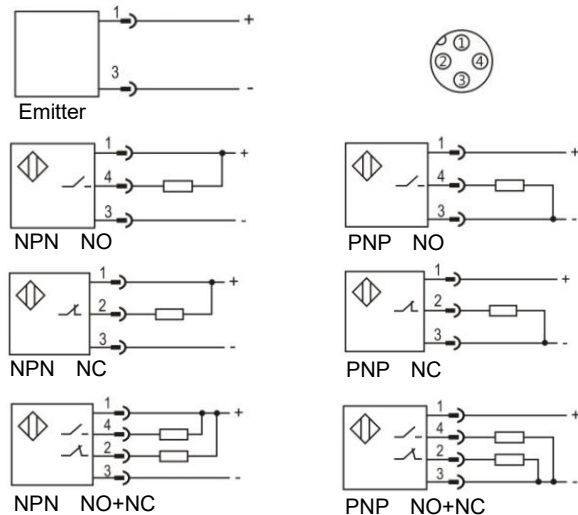 1 +
3 -
Emitter
① ② ④ ③
1 +
4
3 -
NPN NO
1 +
4
3 -
PNP NO
1 +
2
3 -
NPN NC
1 +
2
3 -
PNP NC
1 +
4
2
3 -
NPN NO+NC
1 +
4
2
3 -
PNP NO+NC